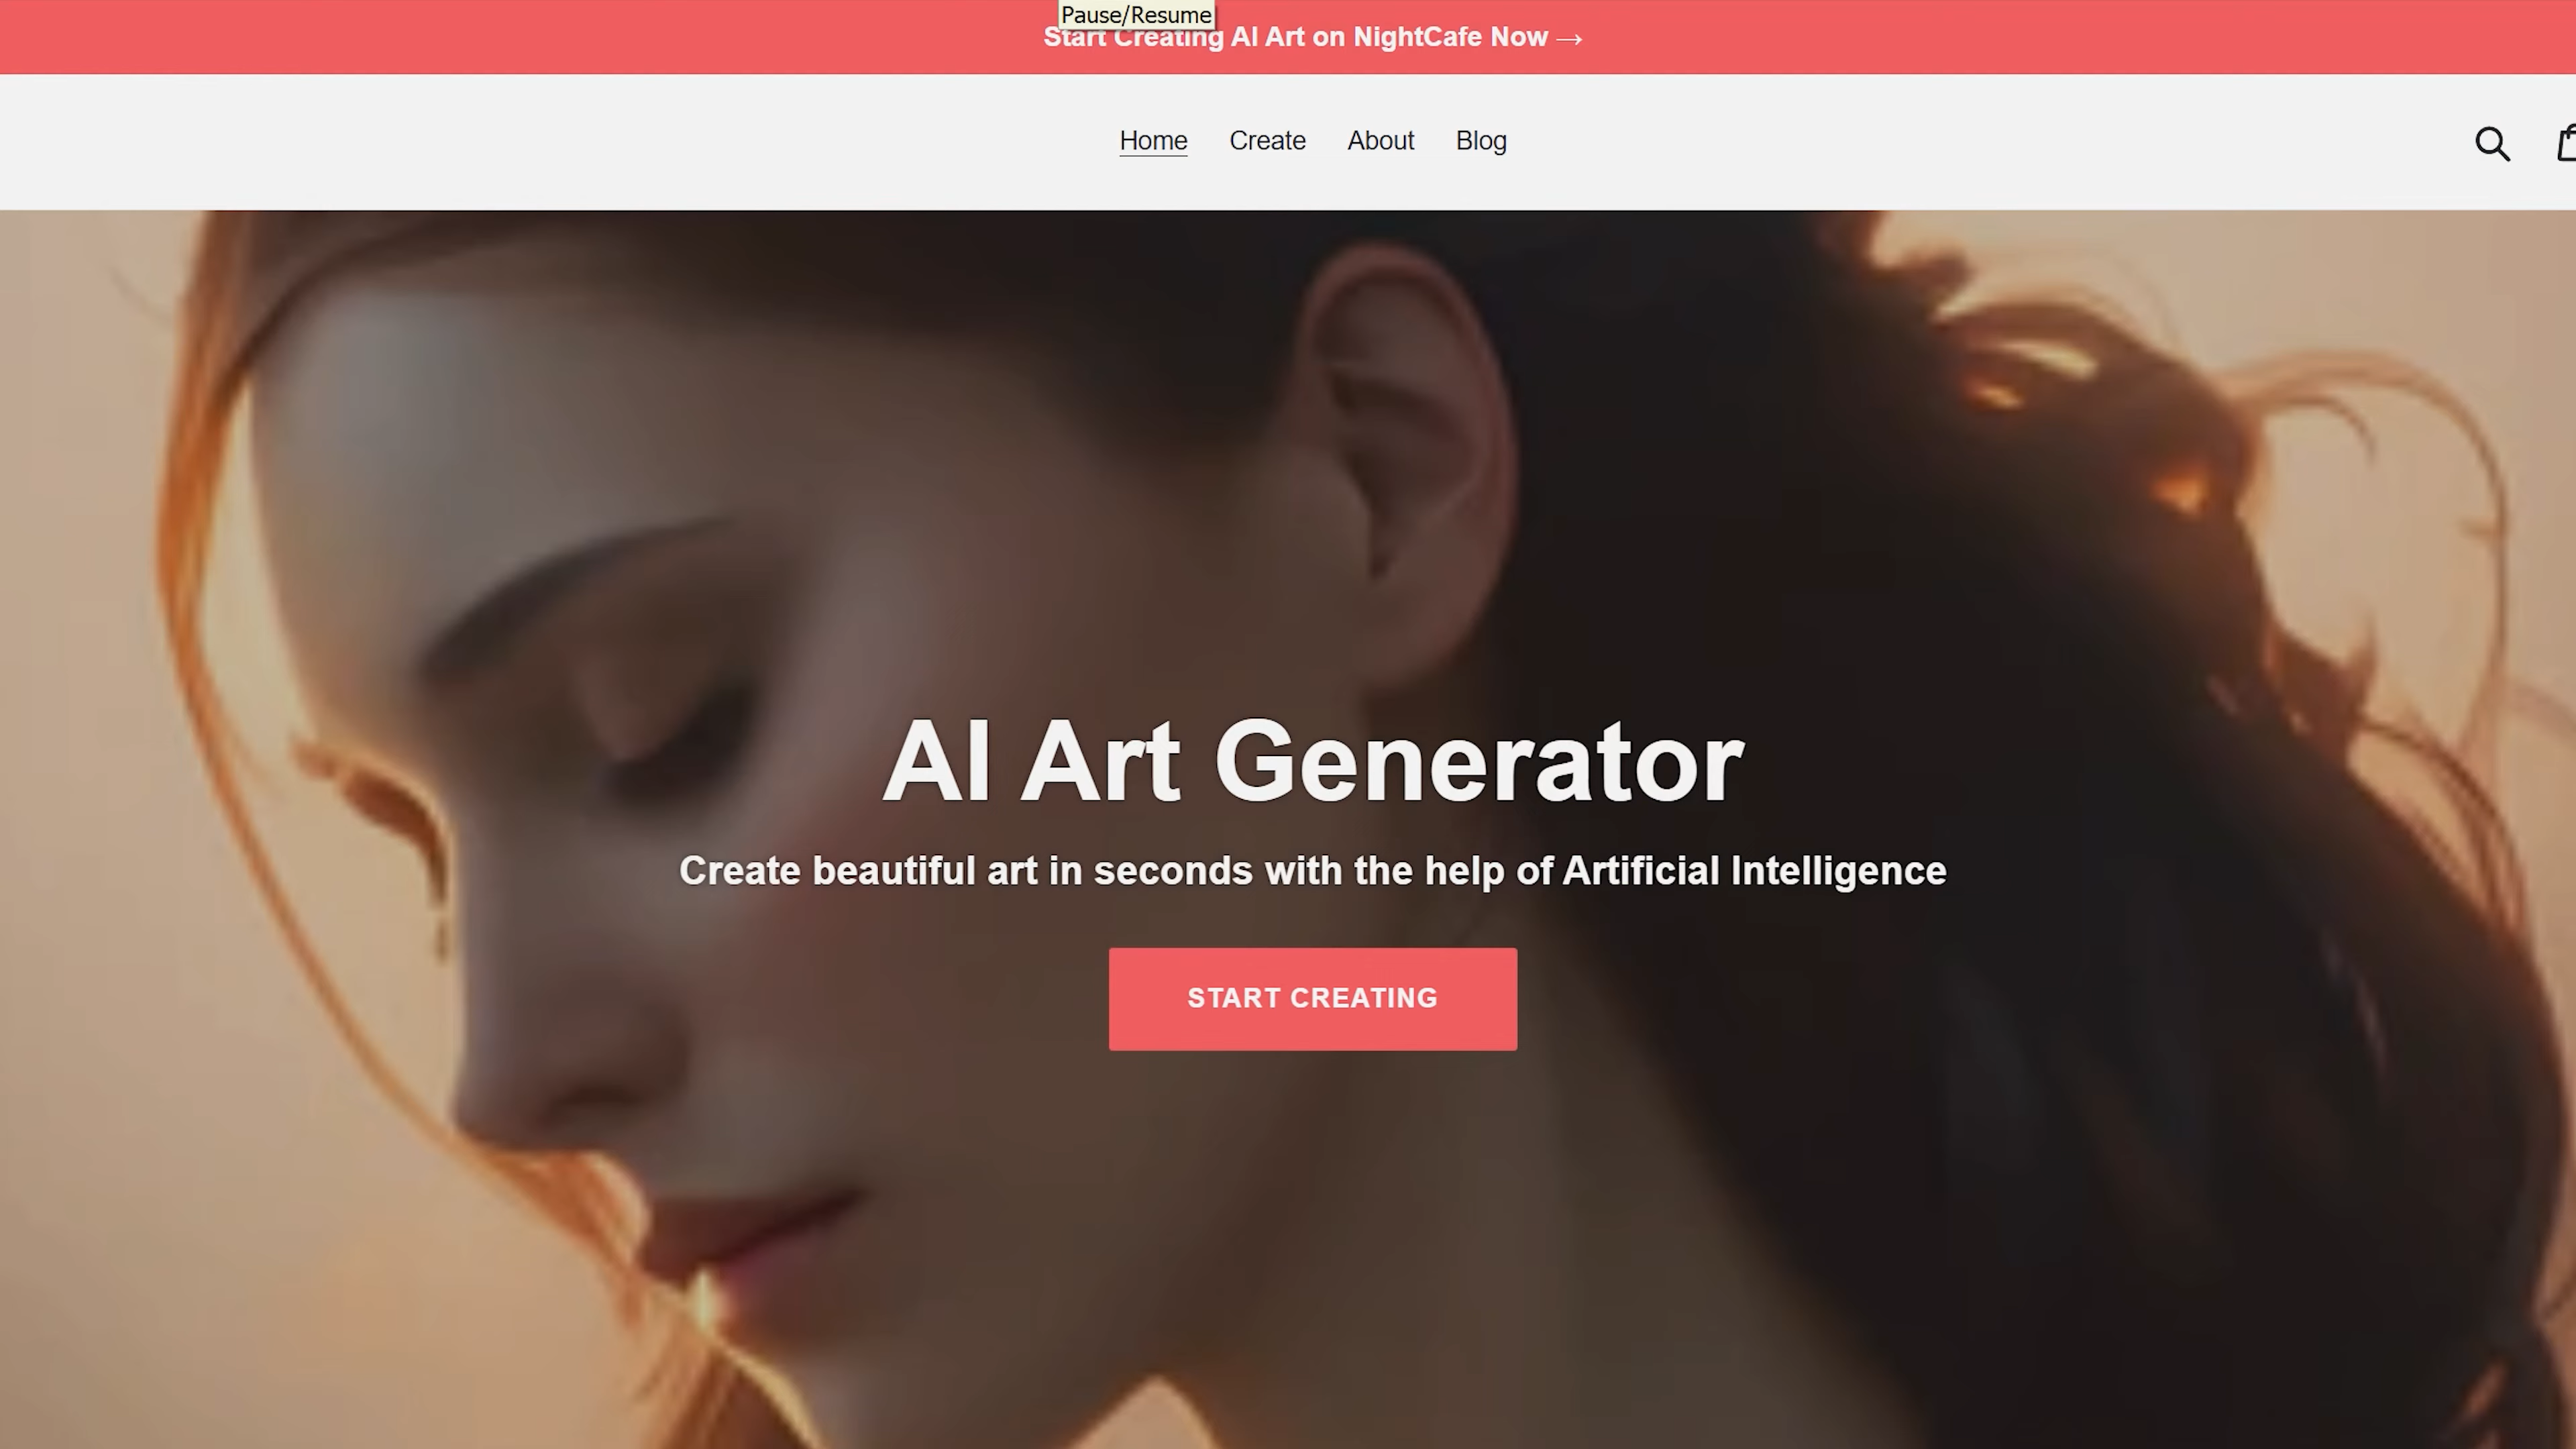 Pause/Resume
Start Creating AI Art on NightCafe Now →
Home Create About Blog
AI Art Generator
Create beautiful art in seconds with the help of Artificial Intelligence
START CREATING